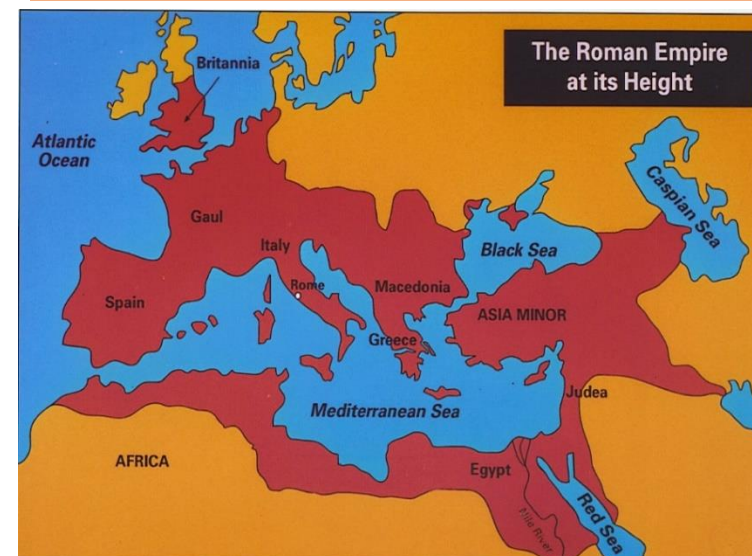 The Roman Empire
at its Height
Britannia
Atlantic
Ocean
Caspian Sea
Gaul
Italy
Black Sea
Rome
Macedonia
Spain
ASIA MINOR
Greece
Judea
Mediterranean Sea
AFRICA
Egypt
Nile River
Red Sea